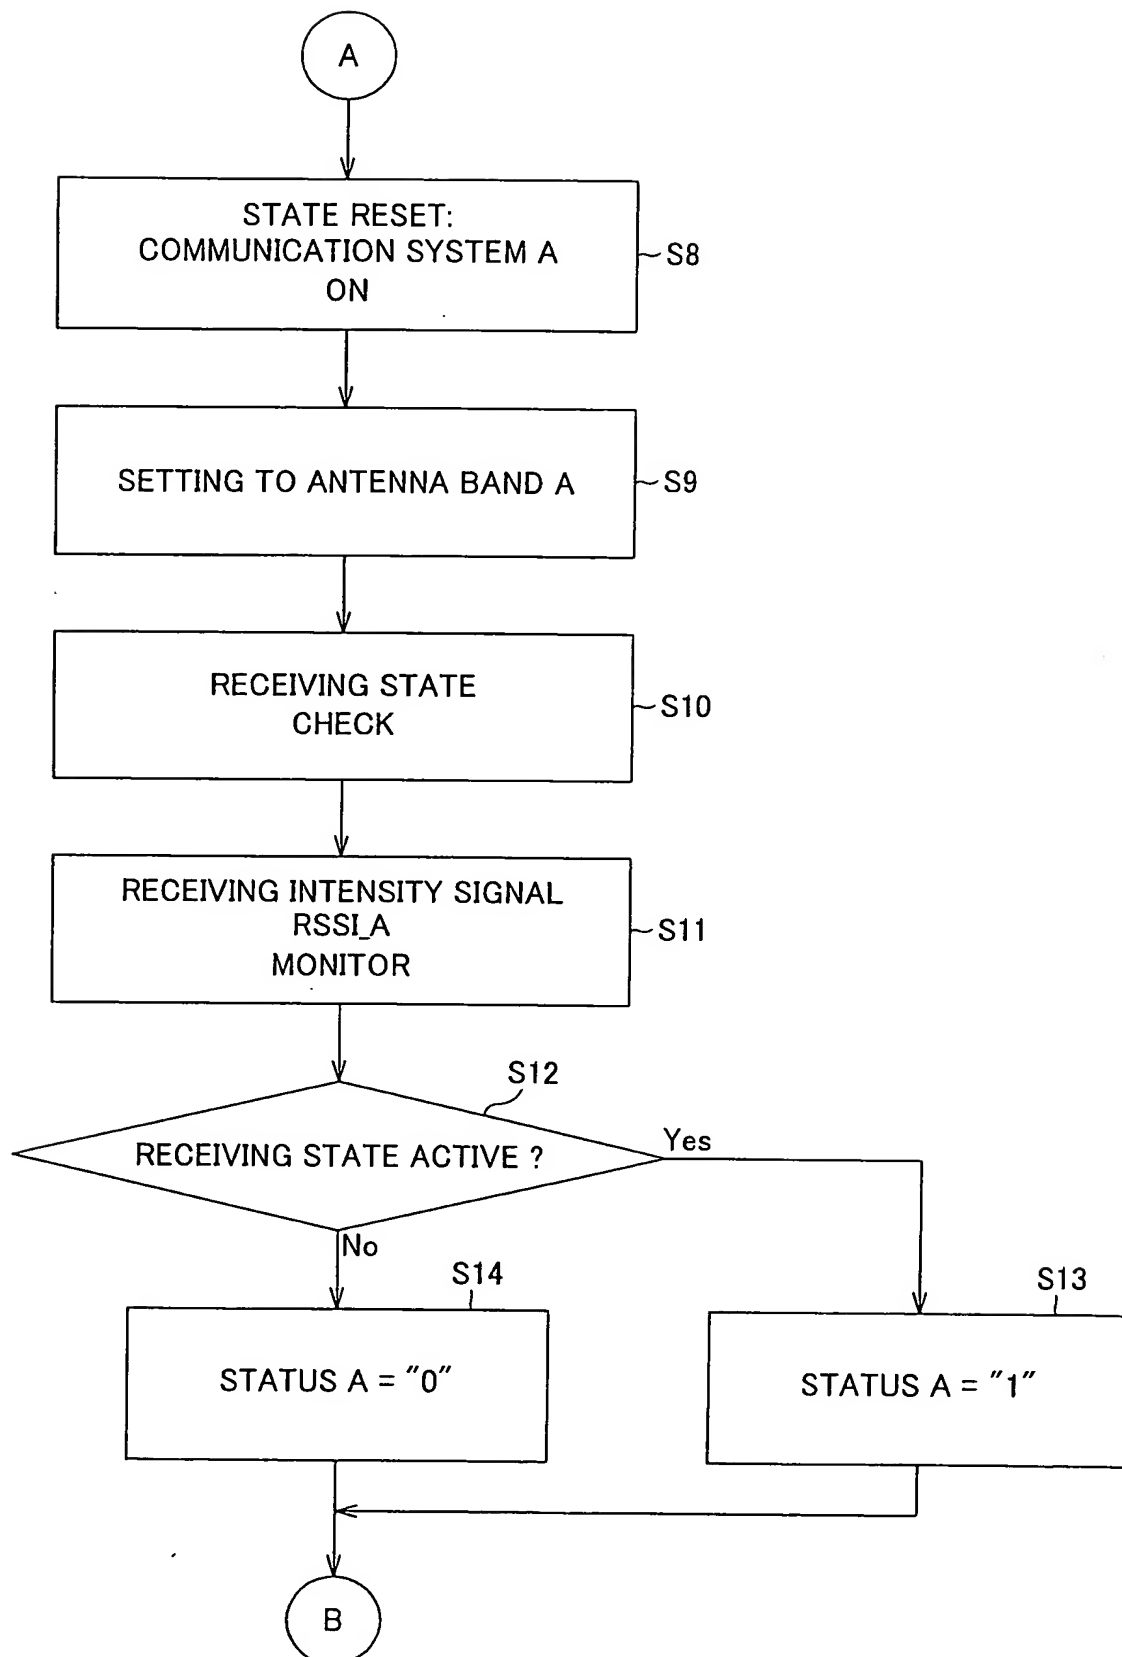 A
STATE RESET:
COMMUNICATION SYSTEM A
ON
S8
SETTING TO ANTENNA BAND A
S9
RECEIVING STATE
CHECK
S10
RECEIVING INTENSITY SIGNAL
RSSI_A
MONITOR
S11
S12
RECEIVING STATE ACTIVE ?
Yes
No
S14
STATUS A = "0"
S13
STATUS A = "1"
B